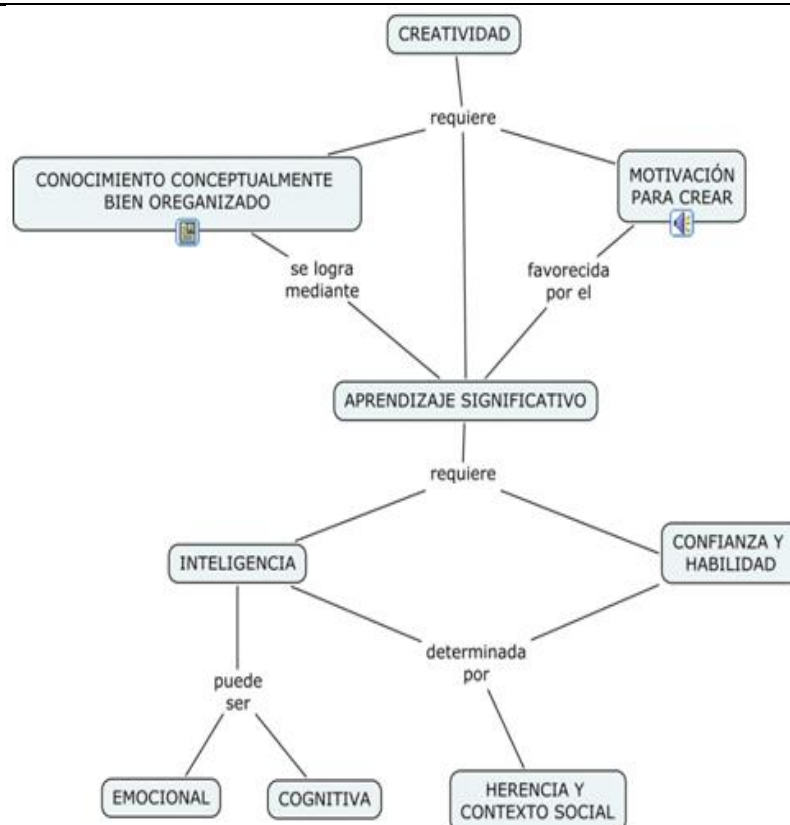 CREATIVIDAD
requiere
CONOCIMIENTO CONCEPTUALMENTE
BIEN OREGANIZADO
MOTIVACIÓN
PARA CREAR
se logra
mediante
favorecida
por el
APRENDIZAJE SIGNIFICATIVO
requiere
INTELIGENCIA
CONFIANZA Y
HABILIDAD
determinada
por
puede
ser
EMOCIONAL
COGNITIVA
HERENCIA Y
CONTEXTO SOCIAL